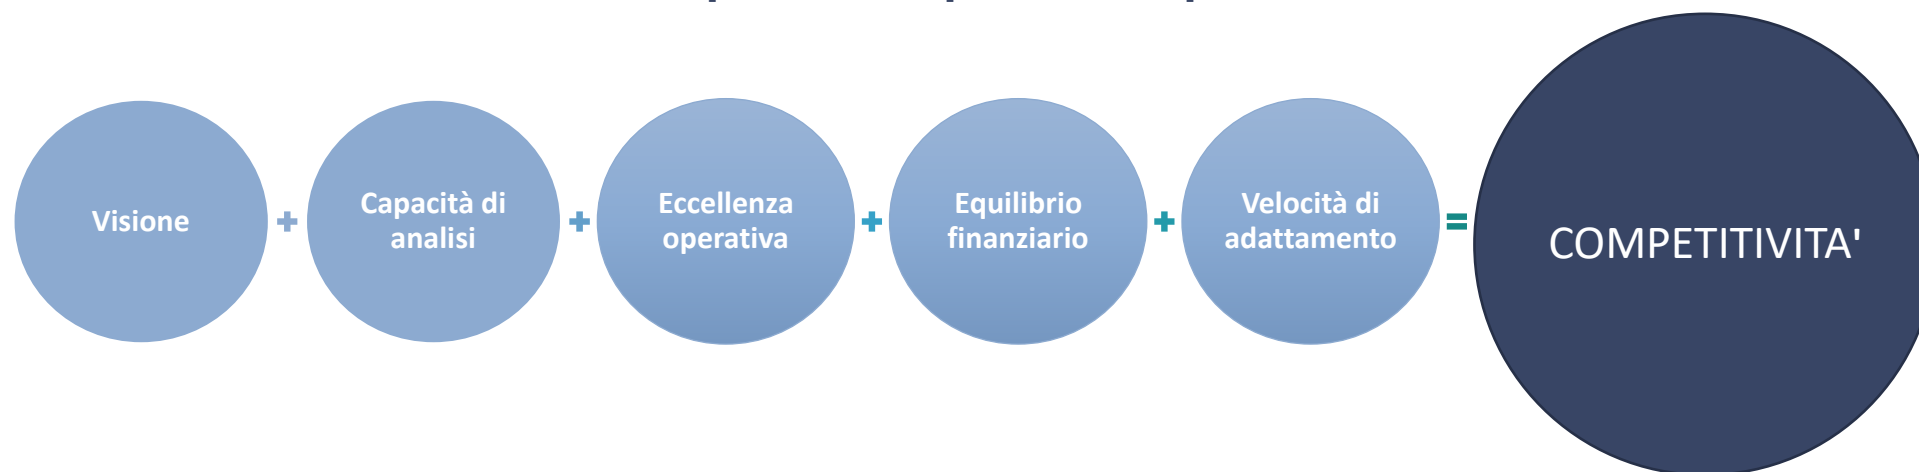 Visione
+
Capacità di
analisi
+
Eccellenza
operativa
+
Equilibrio
finanziario
+
Velocità di
adattamento
=
COMPETITIVITA'